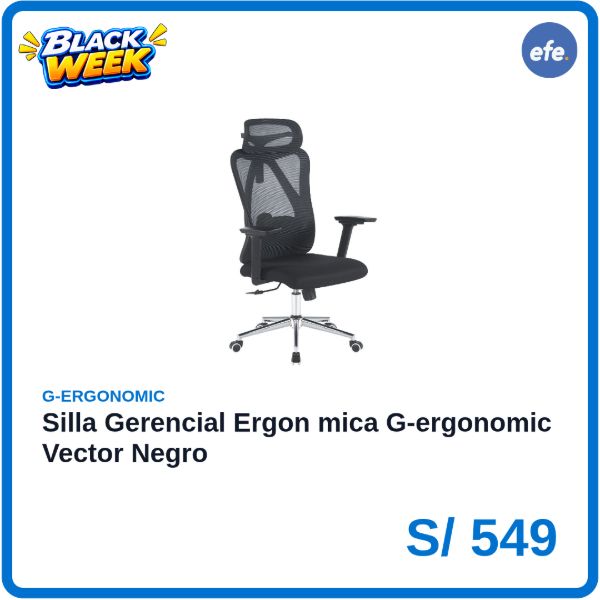 BLACK
WEEK
efe.
G-ERGONOMIC
Silla Gerencial Ergon mica G-ergonomic
Vector Negro
S/ 549